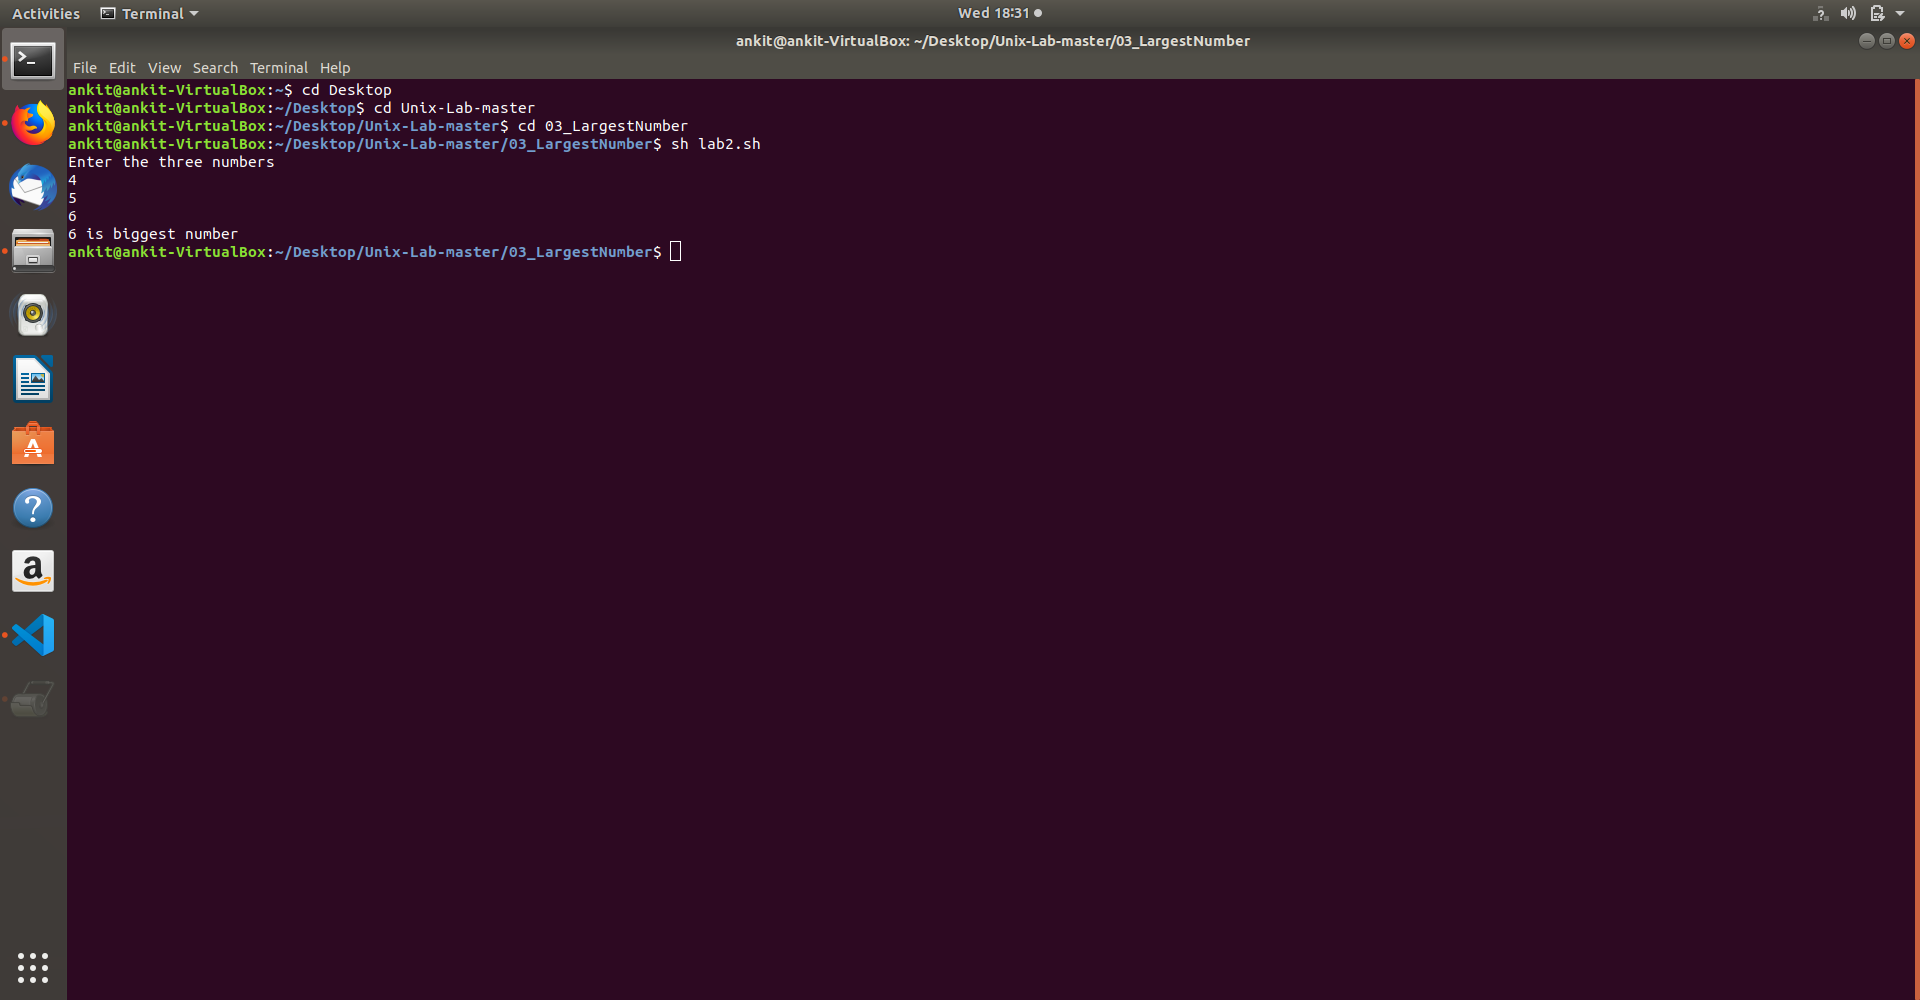 Activities Terminal Wed 18:31
ankit@ankit-VirtualBox: ~/Desktop/Unix-Lab-master/03_LargestNumber
File Edit View Search Terminal Help
ankit@ankit-VirtualBox:~$ cd Desktop
ankit@ankit-VirtualBox:~/Desktop$ cd Unix-Lab-master
ankit@ankit-VirtualBox:~/Desktop/Unix-Lab-master$ cd 03_LargestNumber
ankit@ankit-VirtualBox:~/Desktop/Unix-Lab-master/03_LargestNumber$ sh lab2.sh
Enter the three numbers
4
5
6
6 is biggest number
ankit@ankit-VirtualBox:~/Desktop/Unix-Lab-master/03_LargestNumber$